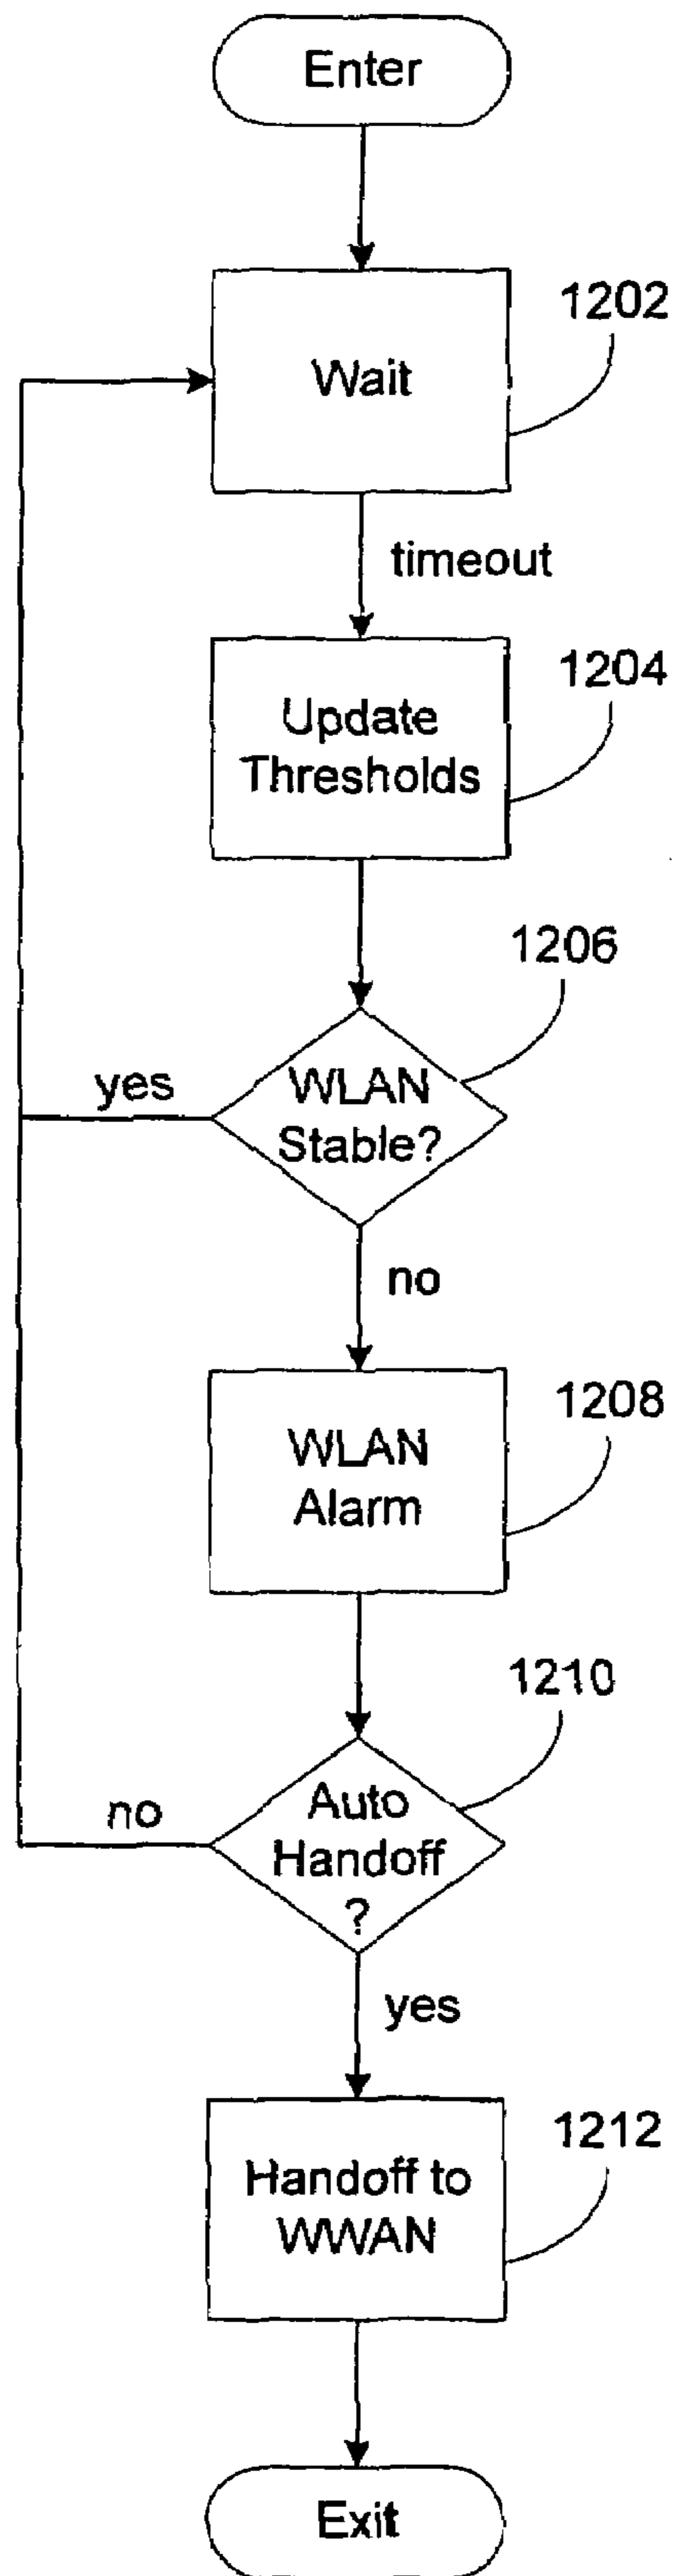 Enter
1202
Wait
timeout
1204
Update
Thresholds
1206
WLAN
Stable?
yes
no
1208
WLAN
Alarm
1210
Auto
Handoff
?
no
yes
1212
Handoff to
WWAN
Exit